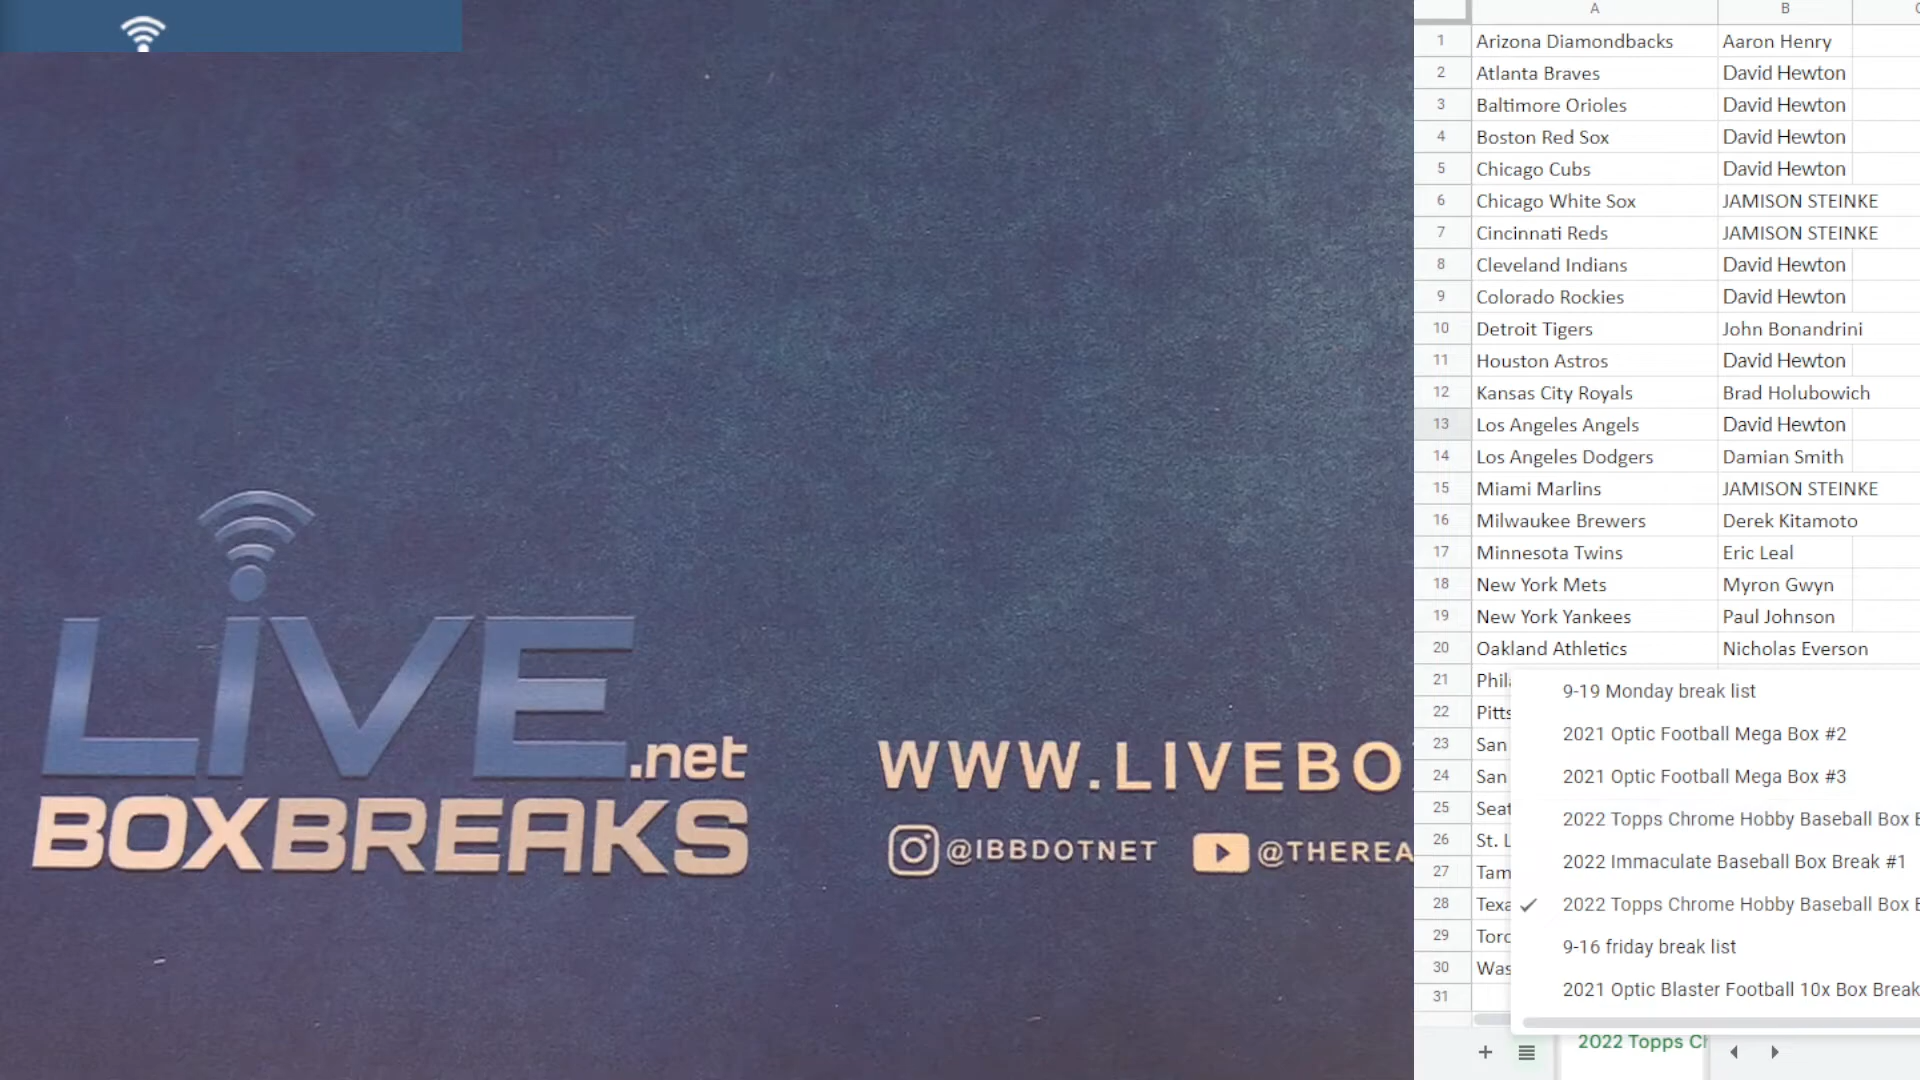 LIVE
.net
BOXBREAKS
WWW.LIVEBO
@IBBDOTNET
@THEREA
A B
1 Arizona Diamondbacks Aaron Henry
2 Atlanta Braves David Hewton
3 Baltimore Orioles David Hewton
4 Boston Red Sox David Hewton
5 Chicago Cubs David Hewton
6 Chicago White Sox JAMISON STEINKE
7 Cincinnati Reds JAMISON STEINKE
8 Cleveland Indians David Hewton
9 Colorado Rockies David Hewton
10 Detroit Tigers John Bonandrini
11 Houston Astros David Hewton
12 Kansas City Royals Brad Holubowich
13 Los Angeles Angels David Hewton
14 Los Angeles Dodgers Damian Smith
15 Miami Marlins JAMISON STEINKE
16 Milwaukee Brewers Derek Kitamoto
17 Minnesota Twins Eric Leal
18 New York Mets Myron Gwyn
19 New York Yankees Paul Johnson
20 Oakland Athletics Nicholas Everson
21 Phil
22 Pitts
23 San
24 San
25 Seat
26 St. L
27 Tam
28 Texa
29 Toro
30 Was
31
9-19 Monday break list
2021 Optic Football Mega Box #2
2021 Optic Football Mega Box #3
2022 Topps Chrome Hobby Baseball Box
2022 Immaculate Baseball Box Break #1
2022 Topps Chrome Hobby Baseball Box
9-16 friday break list
2021 Optic Blaster Football 10x Box Break
2022 Topps Ch